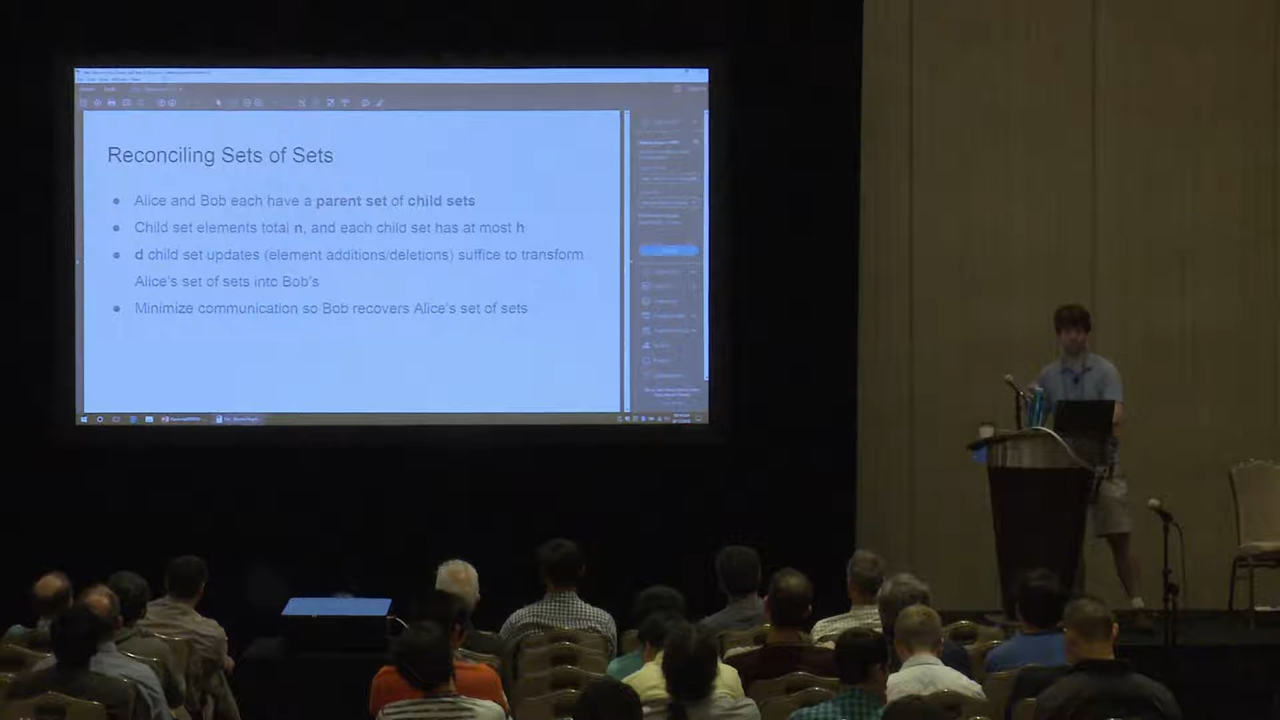 Reconciling Sets of Sets
● Alice and Bob each have a parent set of child sets
● Child set elements total n, and each child set has at most h
● d child set updates (element additions/deletions) suffice to transform
Alice's set of sets into Bob's
● Minimize communication so Bob recovers Alice's set of sets